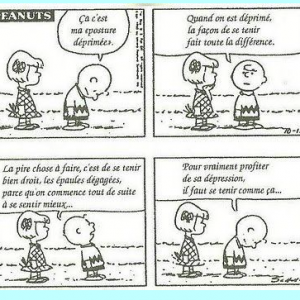 PEANUTS
Ça c'est
ma eposture
déprimée».
Quand on est déprimé,
la façon de se tenir
fait toute la différence.
La pire chose à faire, c'est de se tenir
bien droit, les épaules dégagées,
parce qu'on commence tout de suite
à se sentir mieux...
Pour vraiment profiter
de sa dépression,
il faut se tenir comme ça...